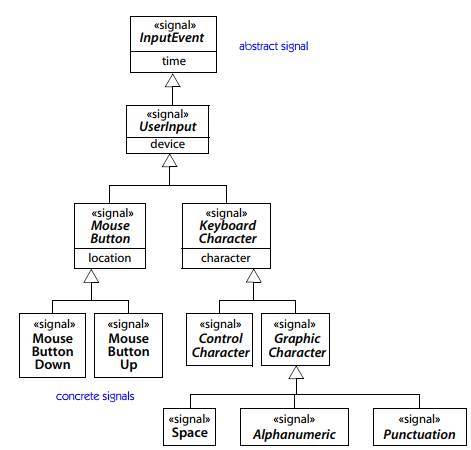 «signal»
InputEvent
time
abstract signal
«signal»
UserInput
device
«signal»
Mouse
Button
location
«signal»
Keyboard
Character
character
«signal»
Mouse
Button
Down
«signal»
Mouse
Button
Up
«signal»
Control
Character
«signal»
Graphic
Character
concrete signals
«signal»
Space
«signal»
Alphanumeric
«signal»
Punctuation